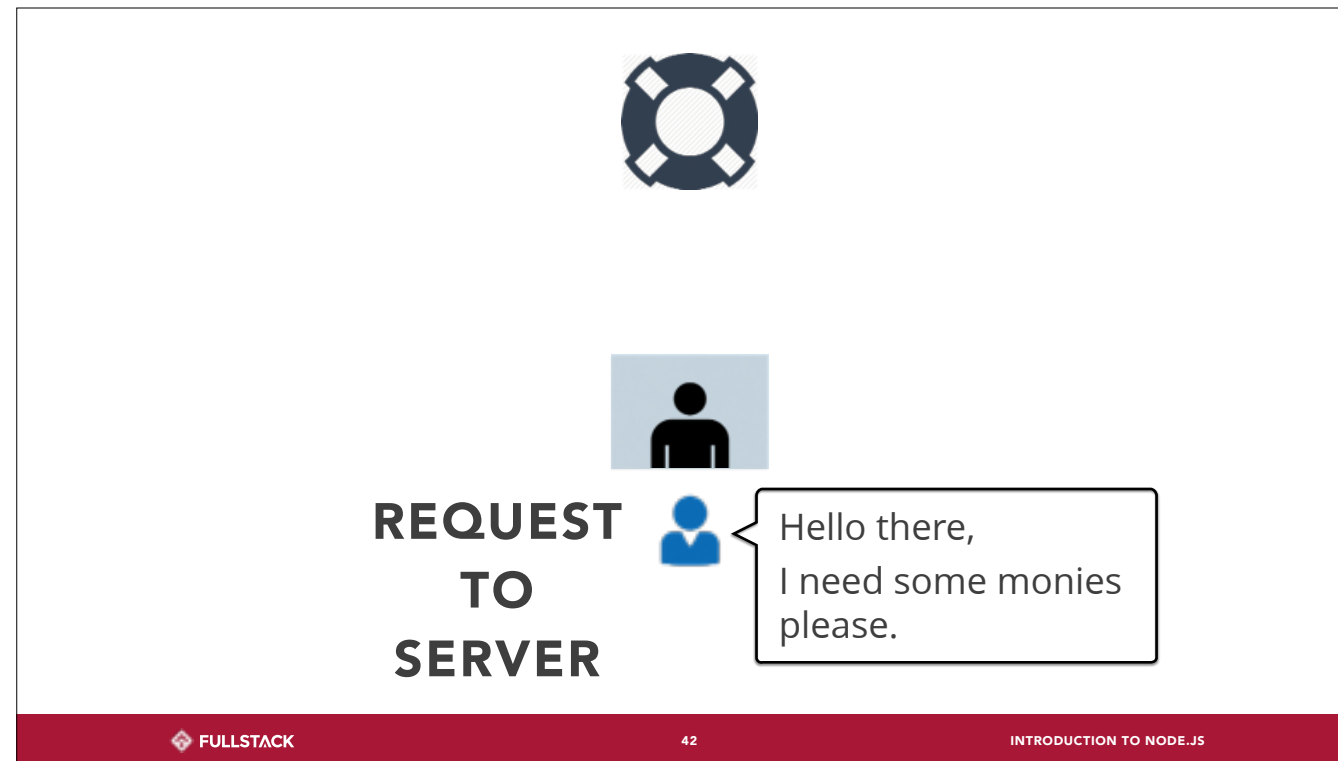 REQUEST
TO
SERVER
Hello there,
I need some monies
please.
FULLSTACK
42
INTRODUCTION TO NODE.JS